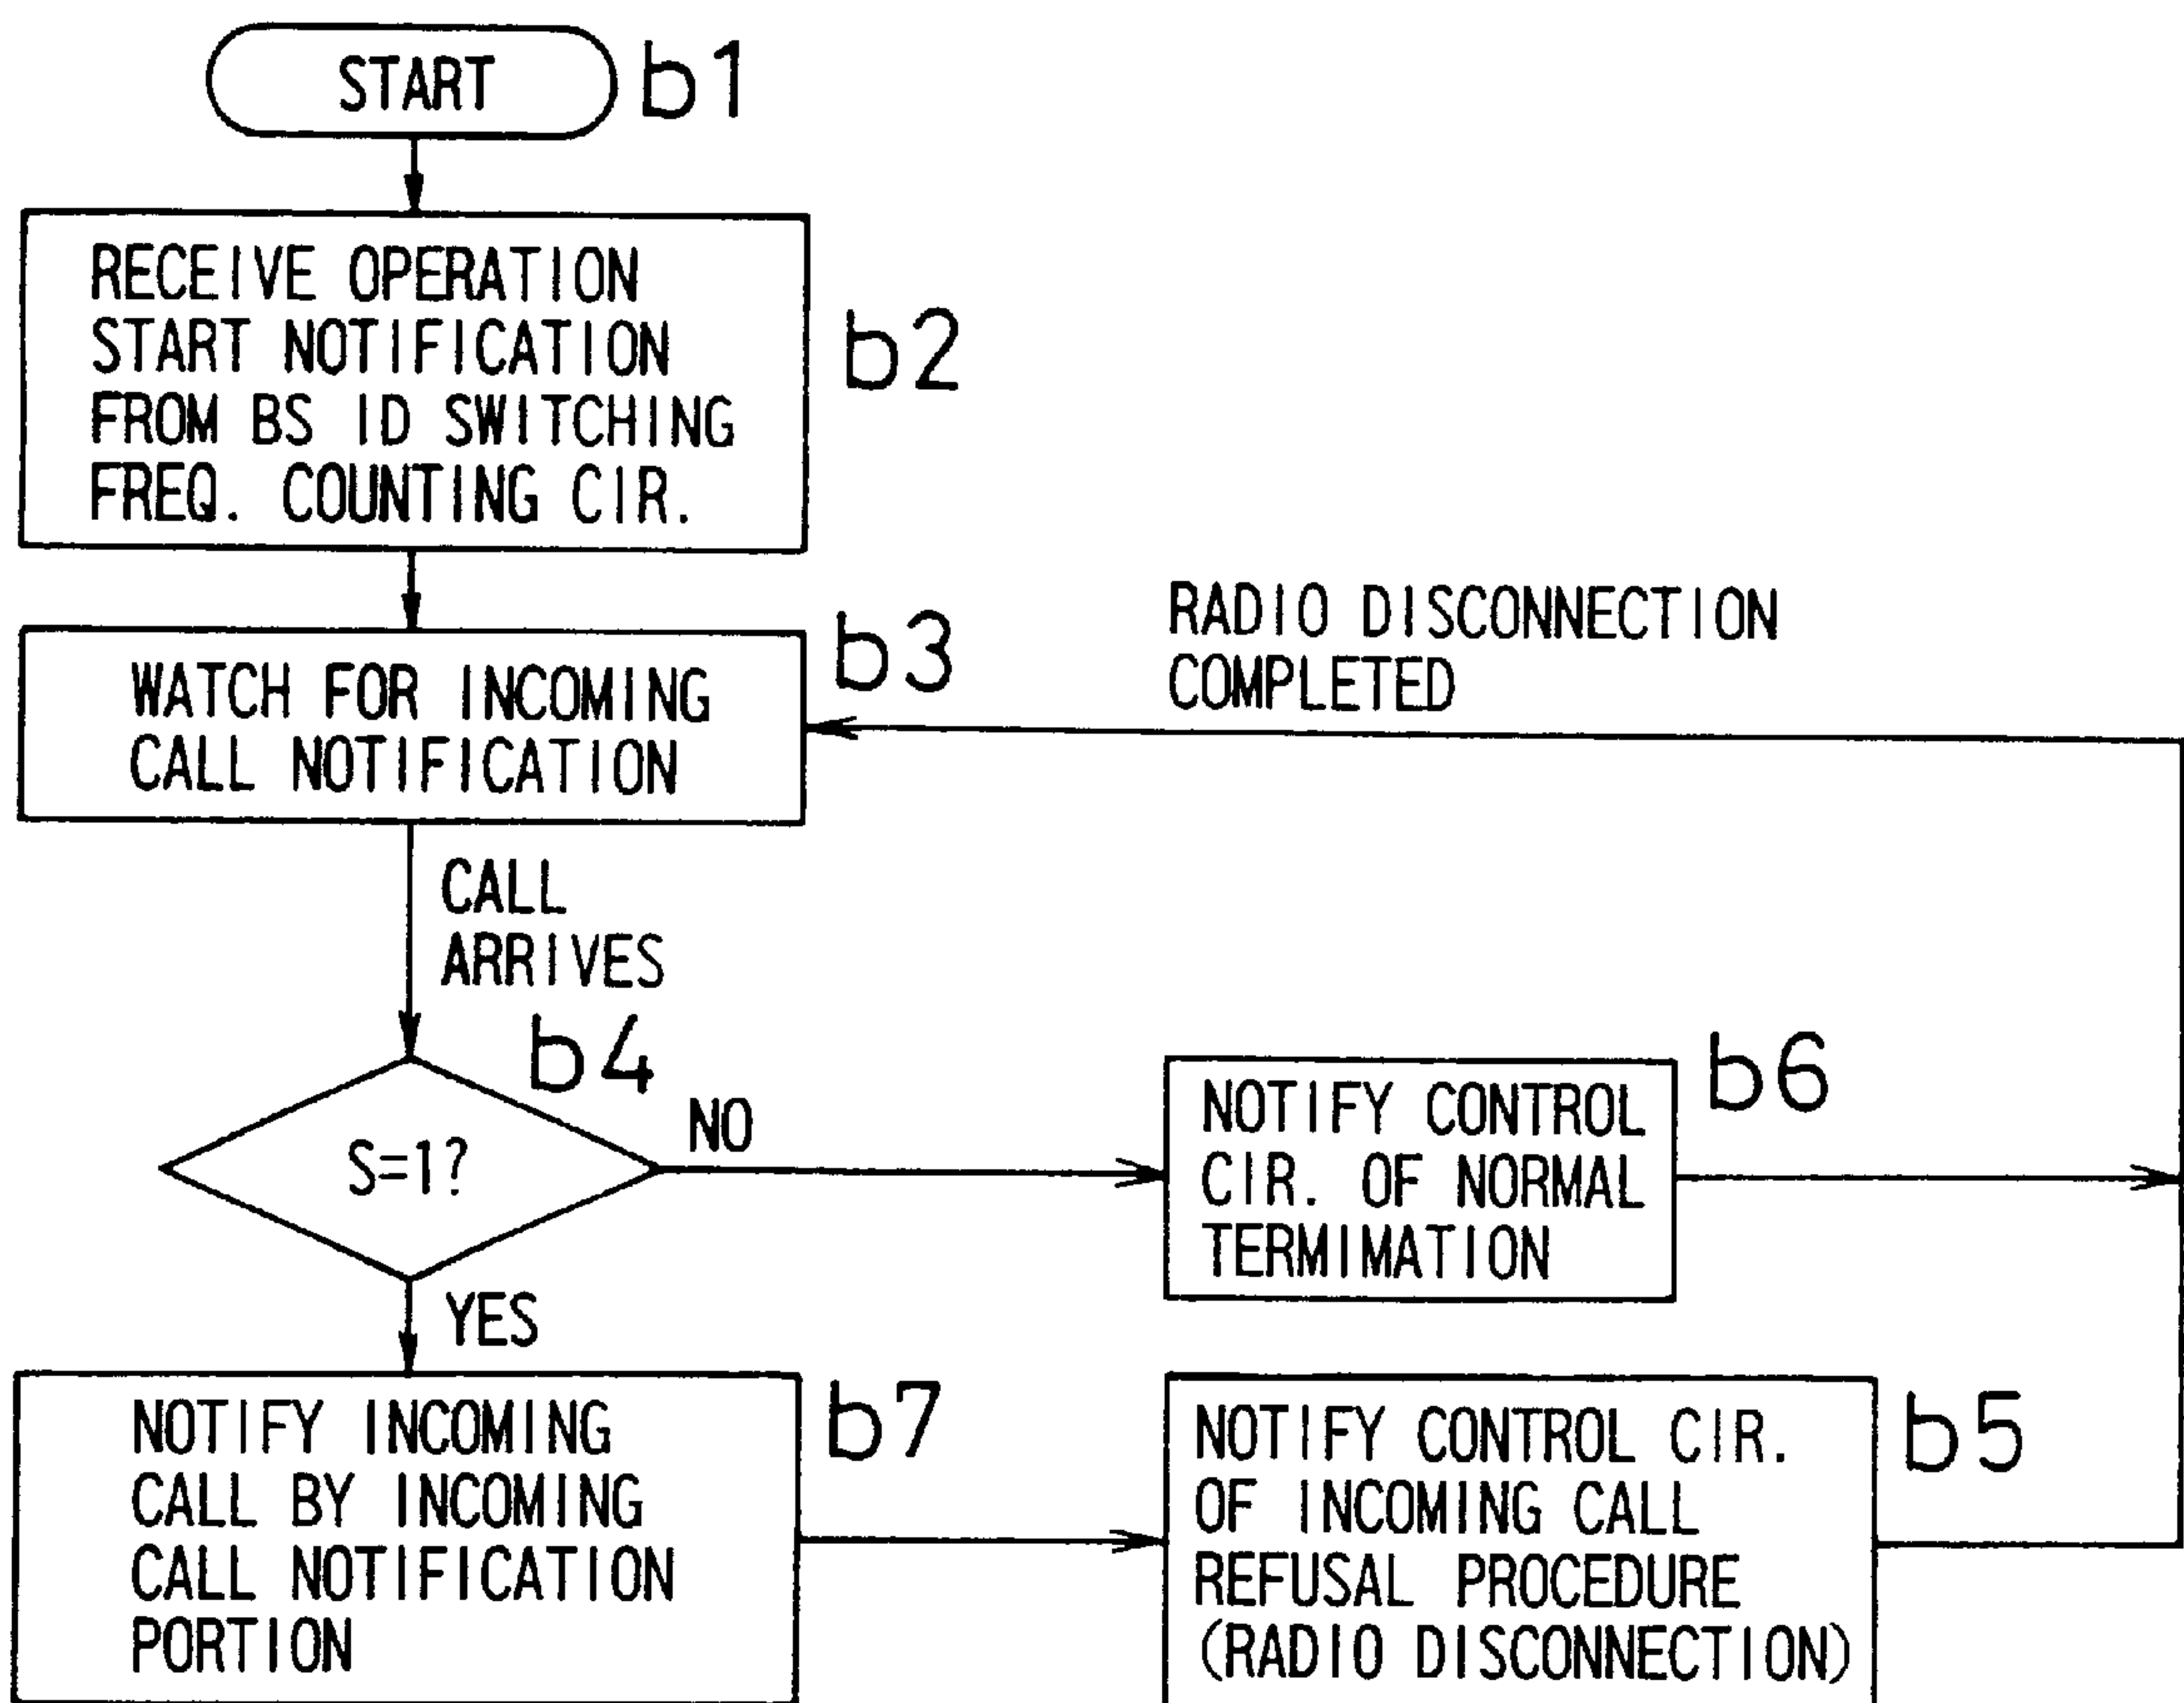 START
b1
RECEIVE OPERATION
START NOTIFICATION
FROM BS ID SWITCHING
FREQ. COUNTING CIR.
b2
WATCH FOR INCOMING
CALL NOTIFICATION
b3
RADIO DISCONNECTION
COMPLETED
CALL
ARRIVES
b4
S=1?
NO
YES
NOTIFY CONTROL
CIR. OF NORMAL
TERMIMATION
b6
NOTIFY INCOMING
CALL BY INCOMING
CALL NOTIFICATION
PORTION
b7
NOTIFY CONTROL CIR.
OF INCOMING CALL
REFUSAL PROCEDURE
(RADIO DISCONNECTION)
b5